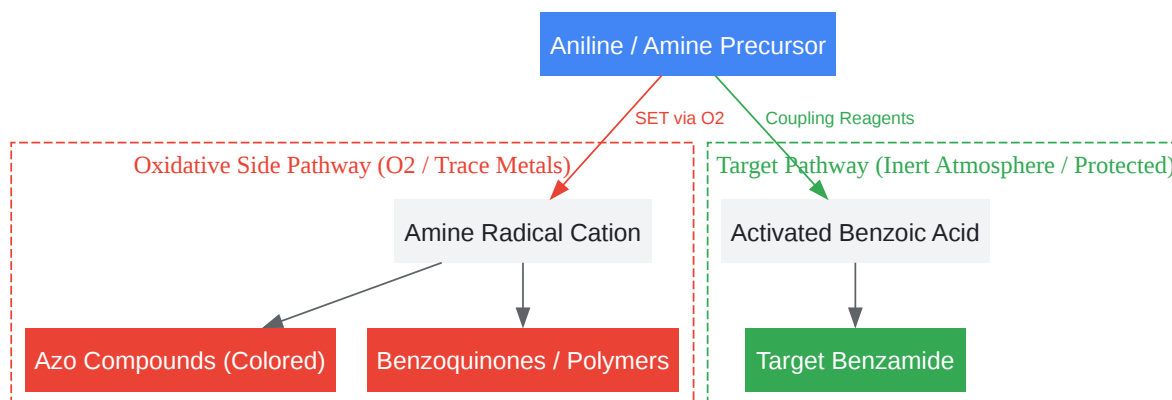 Aniline / Amine Precursor
SET via O2
Coupling Reagents
Oxidative Side Pathway (O2 / Trace Metals)
Target Pathway (Inert Atmosphere / Protected)
Amine Radical Cation
Activated Benzoic Acid
Azo Compounds (Colored)
Benzoquinones / Polymers
Target Benzamide